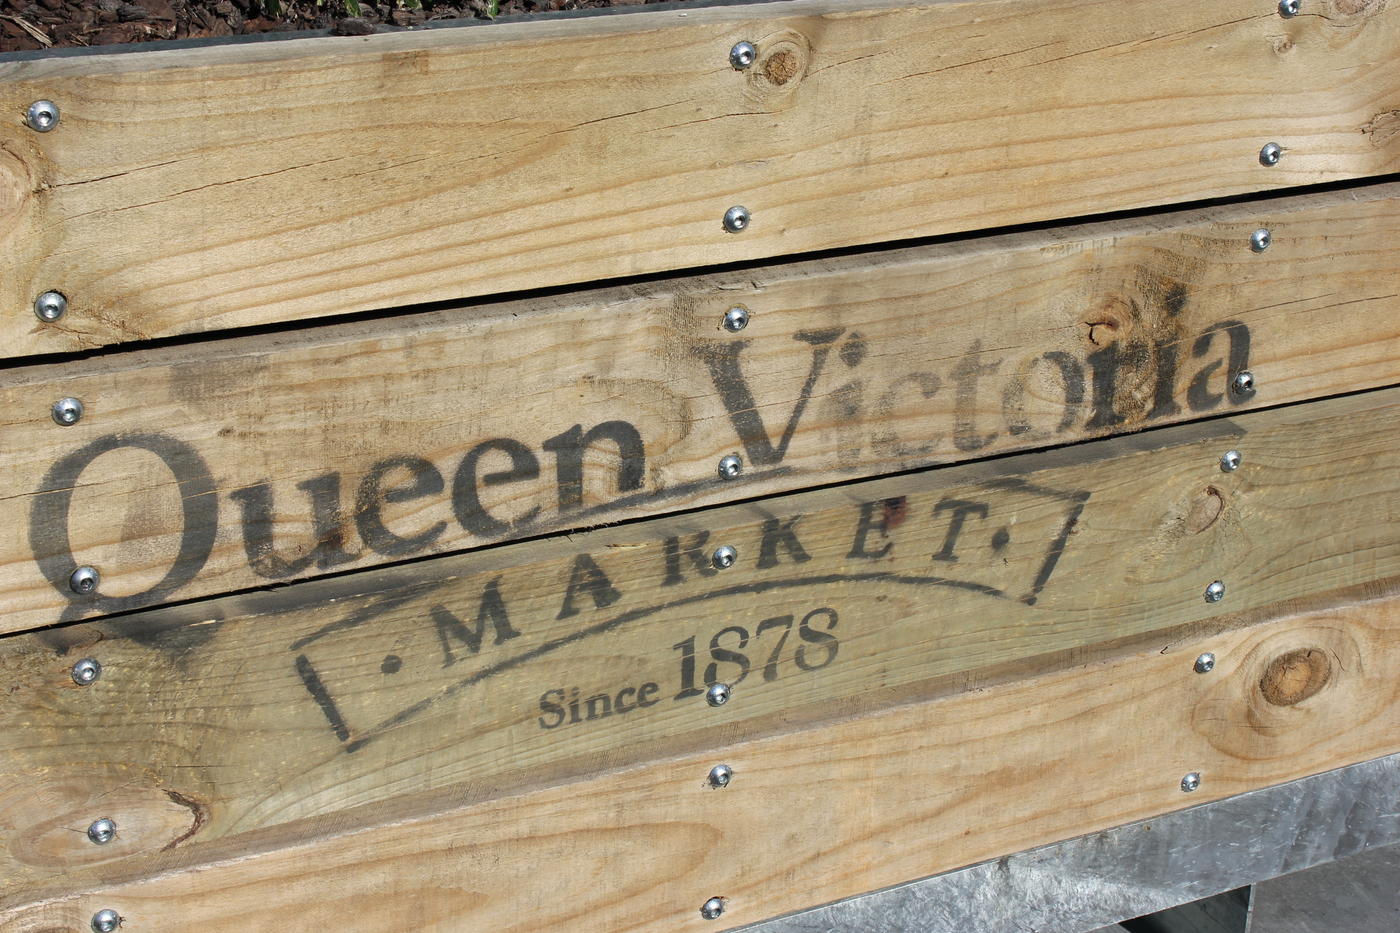 Queen Victoria
• MARKET •
Since 1878